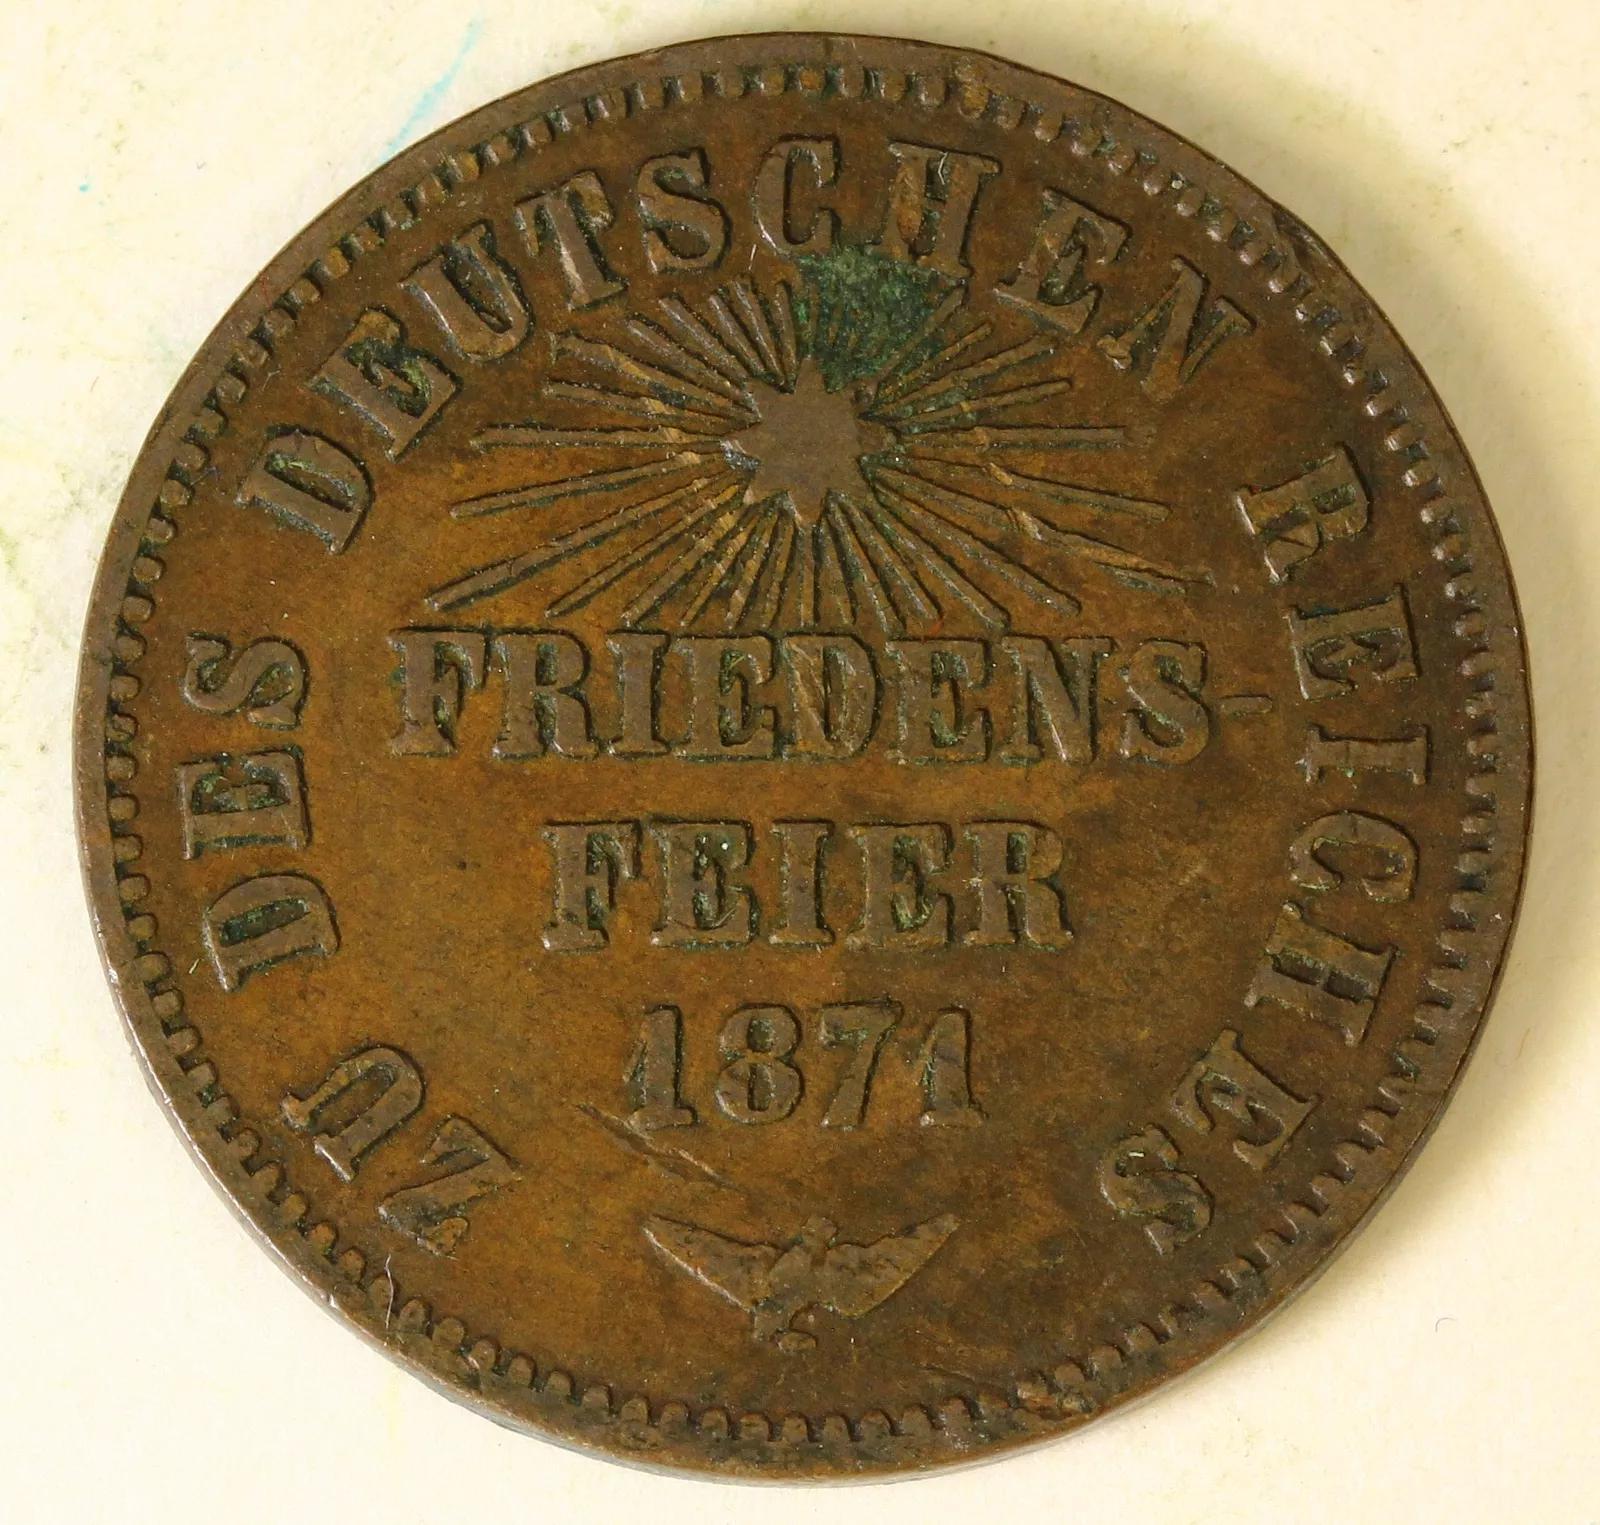 ZU DES DEUTSCHEN REICHES
FRIEDENS-
FEIER
1871